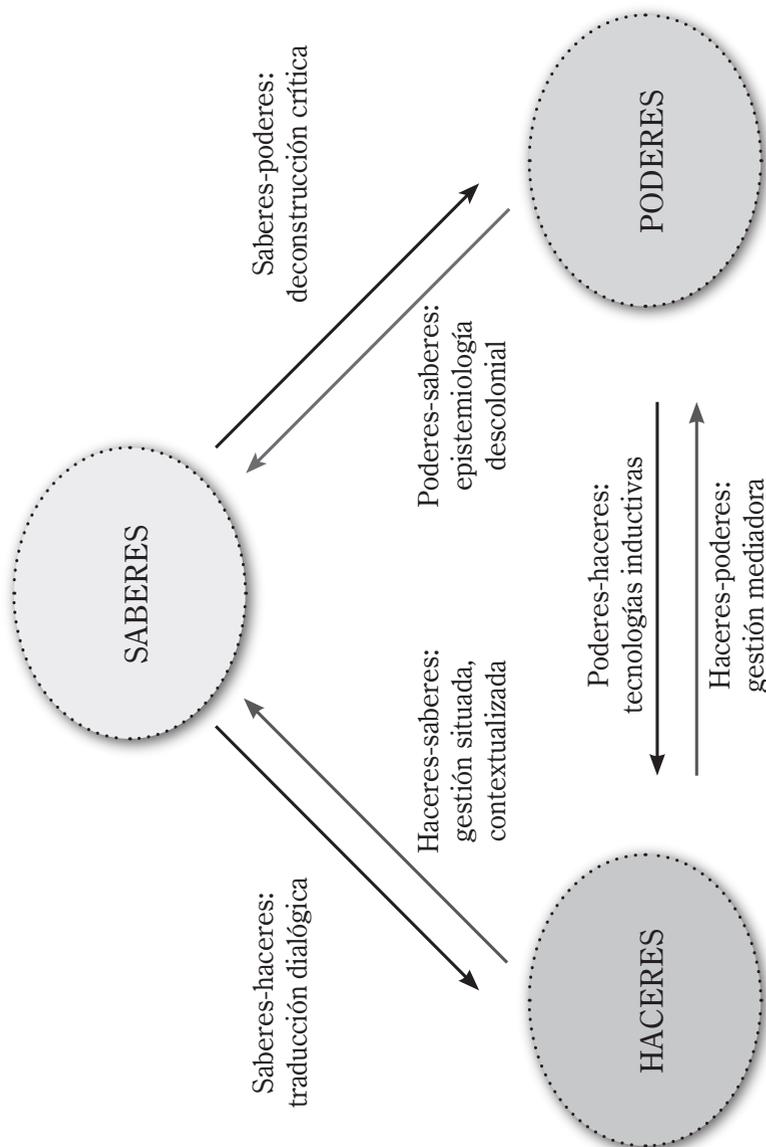 SABERES
Saberes-haceres:
traducción dialógica
Saberes-poderes:
deconstrucción crítica
Haceres-saberes:
gestión situada,
contextualizada
Poderes-saberes:
epistemiología
descolonial
HACERES
Poderes-haceres:
tecnologías inductivas
Haceres-poderes:
gestión mediadora
PODERES